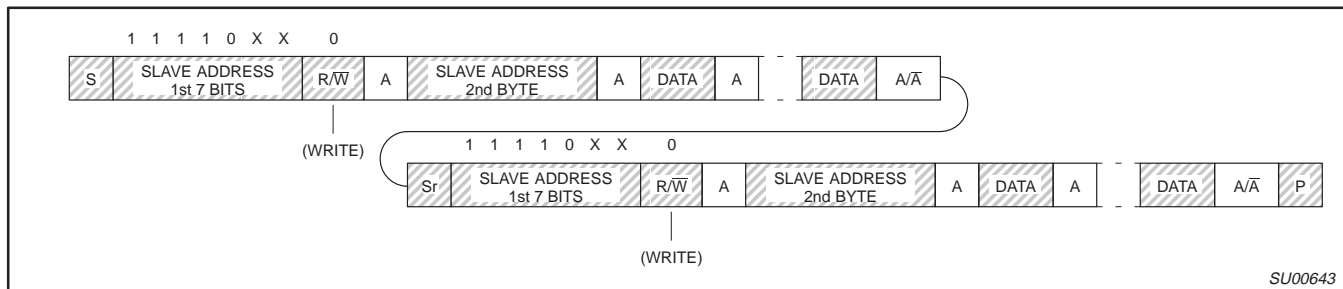 1 1 1 1 0 X X 0
S SLAVE ADDRESS 1st 7 BITS R/W̅ A SLAVE ADDRESS 2nd BYTE A DATA A DATA A/A̅
(WRITE)
1 1 1 1 0 X X 0
Sr SLAVE ADDRESS 1st 7 BITS R/W̅ A SLAVE ADDRESS 2nd BYTE A DATA A DATA A/A̅ P
(WRITE)
SU00643